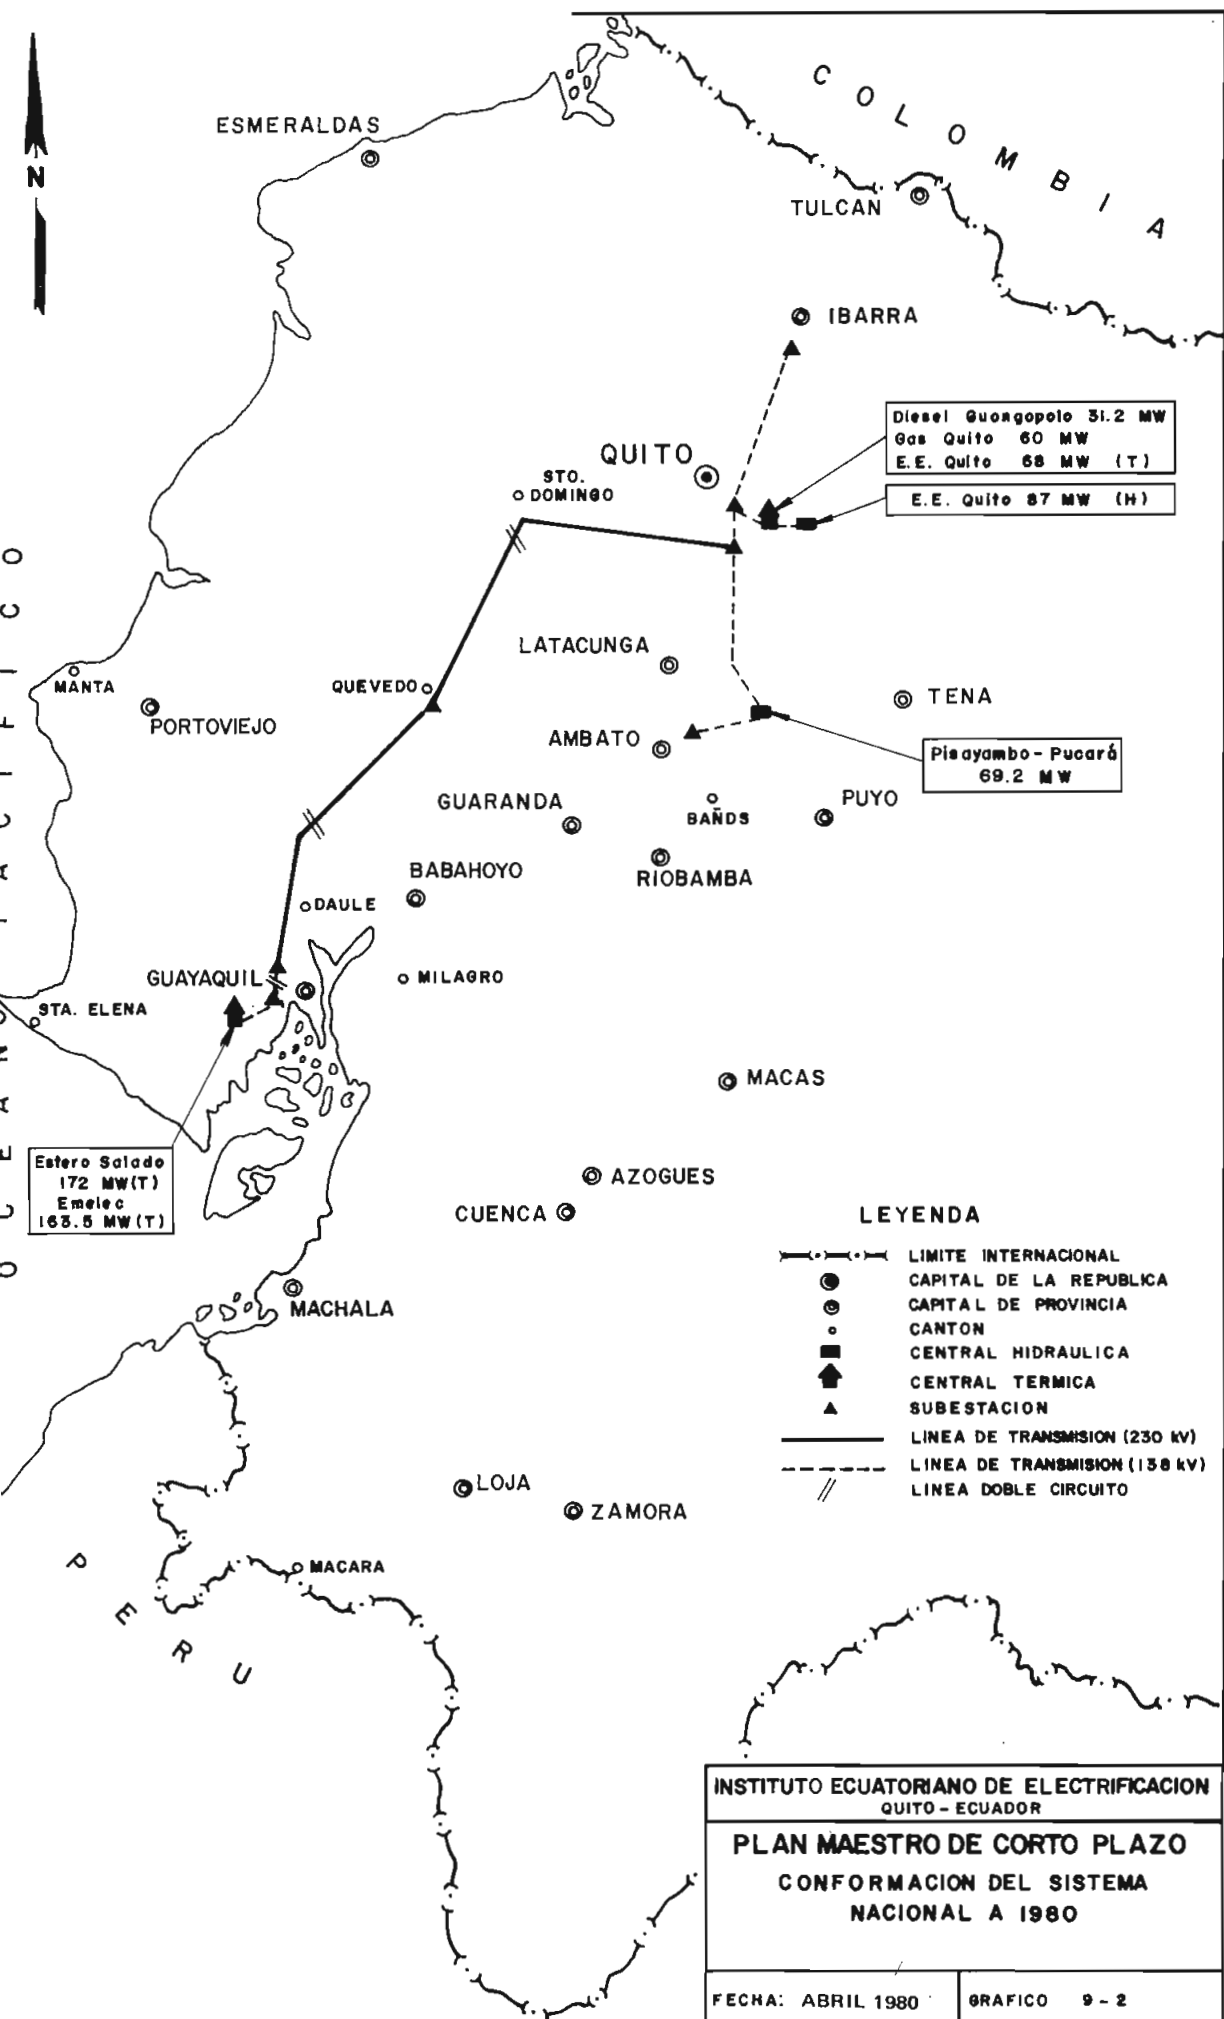 COLOMBIA
ESMERALDAS
N
TULCAN
IBARRA
Diesel Guangopolo 31.2 MW
Gas Quito 60 MW
E.E. Quito 68 MW (T)
QUITO
STO.
DOMINGO
E.E. Quito 87 MW (H)
OCEANO PACIFICO
LATACUNGA
MANTA
QUEVEDO
TENA
PORTOVIEJO
AMBATO
Pisayambo - Pucará
69.2 MW
GUARANDA
BAÑOS
PUYO
BABAHOYO
RIOBAMBA
DAULE
GUAYAQUIL
MILAGRO
STA. ELENA
MACAS
Estero Salado
172 MW(T)
Emelec
163.5 MW(T)
AZOGUES
CUENCA
MACHALA
LEYENDA
LIMITE INTERNACIONAL
CAPITAL DE LA REPUBLICA
CAPITAL DE PROVINCIA
CANTON
CENTRAL HIDRAULICA
CENTRAL TERMICA
SUBESTACION
LINEA DE TRANSMISION (230 kV)
LINEA DE TRANSMISION (138 kV)
LINEA DOBLE CIRCUITO
LOJA
ZAMORA
MACARA
PERU
INSTITUTO ECUATORIANO DE ELECTRIFICACION
QUITO - ECUADOR
PLAN MAESTRO DE CORTO PLAZO
CONFORMACION DEL SISTEMA
NACIONAL A 1980
FECHA: ABRIL 1980
GRAFICO 9 - 2